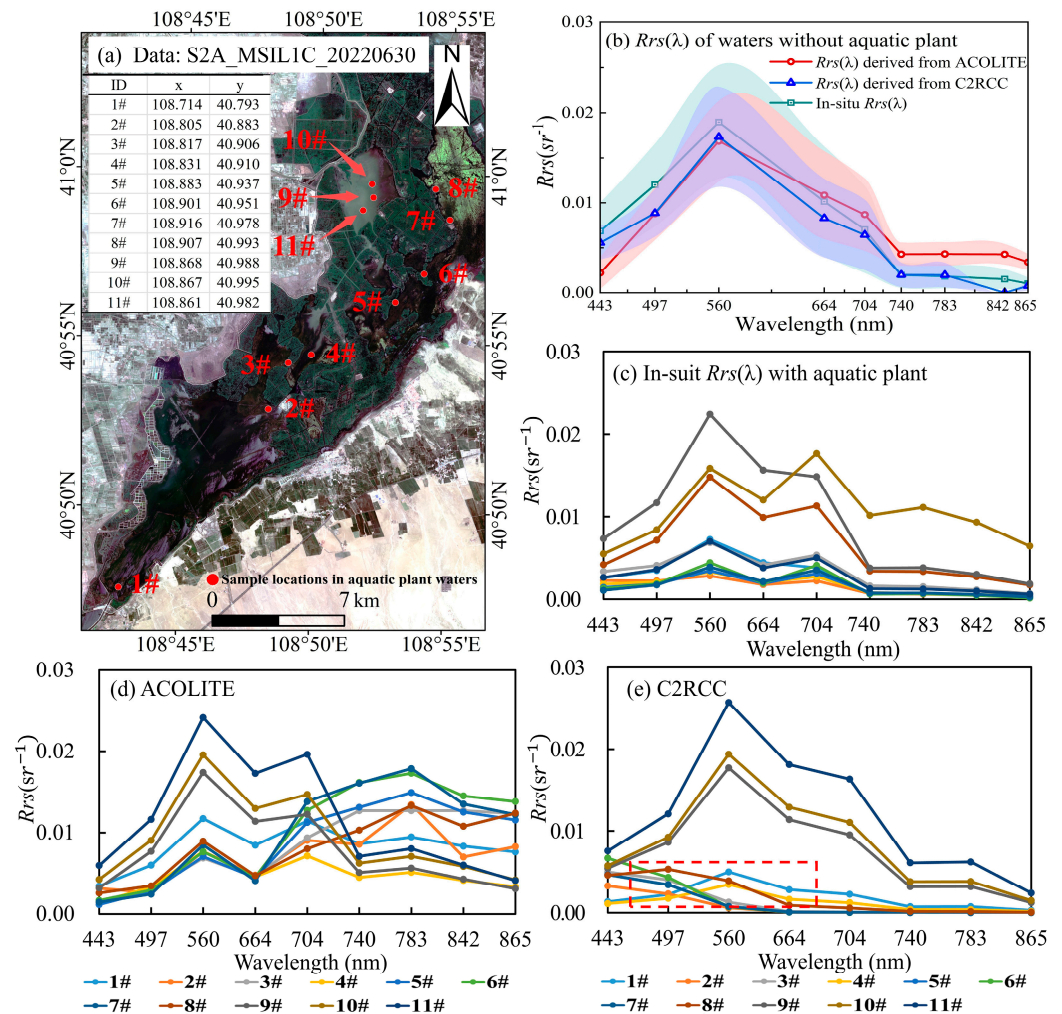 108°45'E 108°50'E 108°55'E
(a) Data: S2A_MSIL1C_20220630
N
ID x y
1# 108.714 40.793
2# 108.805 40.883
3# 108.817 40.906
4# 108.831 40.910
5# 108.883 40.937
6# 108.901 40.951
7# 108.916 40.978
8# 108.907 40.993
9# 108.868 40.988
10# 108.867 40.995
11# 108.861 40.982
10#
9#
11#
8#
7#
6#
5#
4#
3#
2#
1#
41°0'N
40°55'N
40°50'N
41°0'N
40°55'N
40°50'N
Sample locations in aquatic plant waters
0 7 km
108°45'E 108°50'E 108°55'E
(b) Rrs(λ) of waters without aquatic plant
Rrs(λ) derived from ACOLITE
Rrs(λ) derived from C2RCC
In-situ Rrs(λ)
Rrs(sr⁻¹)
0.03
0.02
0.01
0.00
443 497 560 664 704 740 783 842 865
Wavelength (nm)
(c) In-suit Rrs(λ) with aquatic plant
Rrs(sr⁻¹)
0.03
0.02
0.01
0.00
443 497 560 664 704 740 783 842 865
Wavelength (nm)
(d) ACOLITE
Rrs(sr⁻¹)
0.03
0.02
0.01
0.00
443 497 560 664 704 740 783 842 865
Wavelength (nm)
1# 2# 3# 4# 5# 6#
7# 8# 9# 10# 11#
(e) C2RCC
Rrs(sr⁻¹)
0.03
0.02
0.01
0.00
443 497 560 664 704 740 783 842 865
Wavelength (nm)
1# 2# 3# 4# 5# 6#
7# 8# 9# 10# 11#